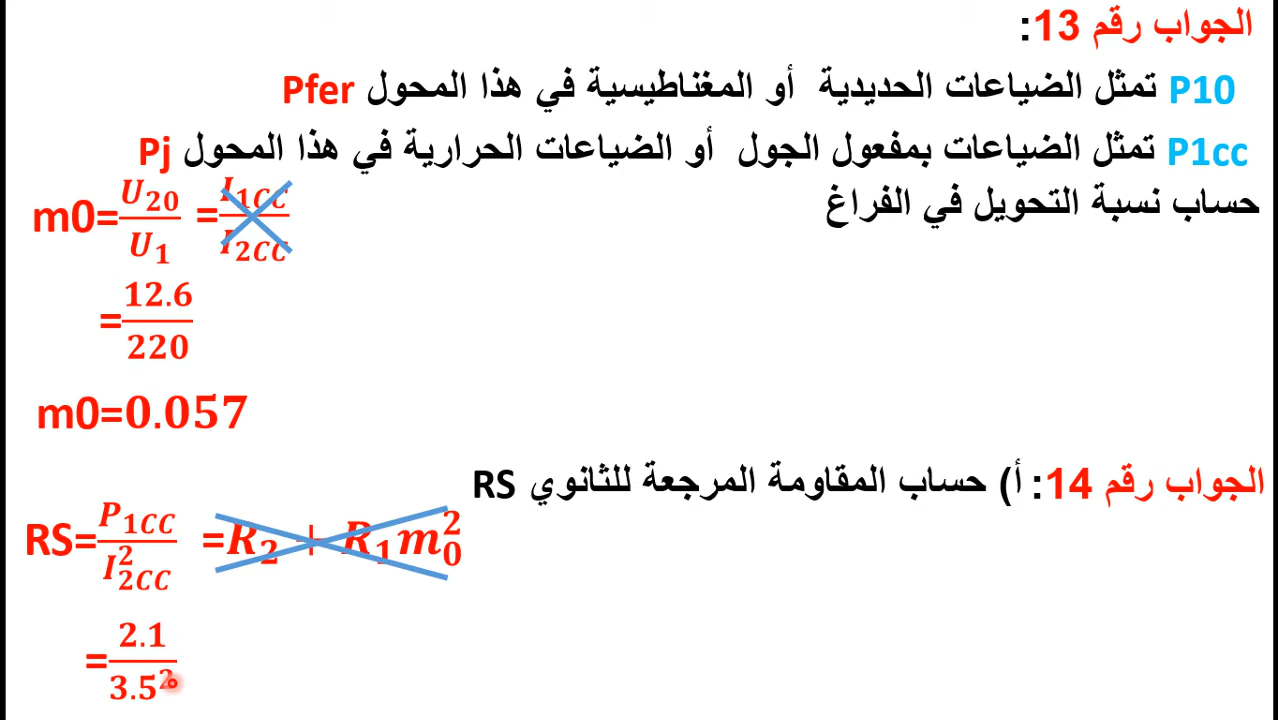 الجواب رقم 13:
P10 تمثل الضياعات الحديدية أو المغناطيسية في هذا المحول Pfer
P1cc تمثل الضياعات بمفعول الجول أو الضياعات الحرارية في هذا المحول Pj
حساب نسبة التحويل في الفراغ
m0=U20/U1 =I1CC/I2CC
=12.6/220
m0=0.057
الجواب رقم 14: أ) حساب المقاومة المرجعة للثانوي RS
RS=P1CC/I2CC² =R2 + R1m0²
=2.1/3.5²